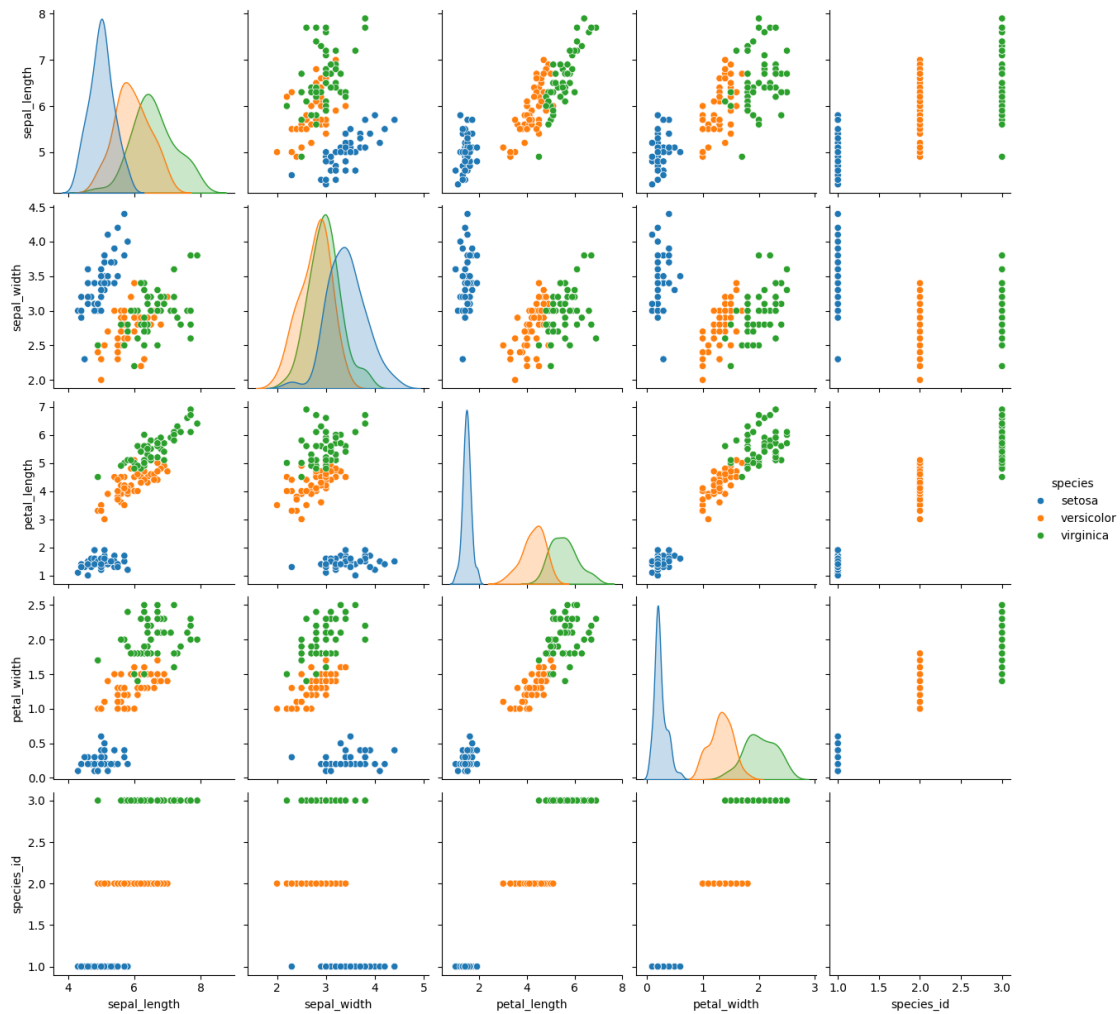 8
7
6
5
sepal_length
4.5
4.0
3.5
3.0
2.5
2.0
sepal_width
7
6
5
4
3
2
1
petal_length
2.5
2.0
1.5
1.0
0.5
0.0
petal_width
3.0
2.5
2.0
1.5
1.0
species_id
4 6 8
sepal_length
2 3 4 5
sepal_width
2 4 6 8
petal_length
0 1 2 3
petal_width
1.0 1.5 2.0 2.5 3.0
species_id
species
setosa
versicolor
virginica